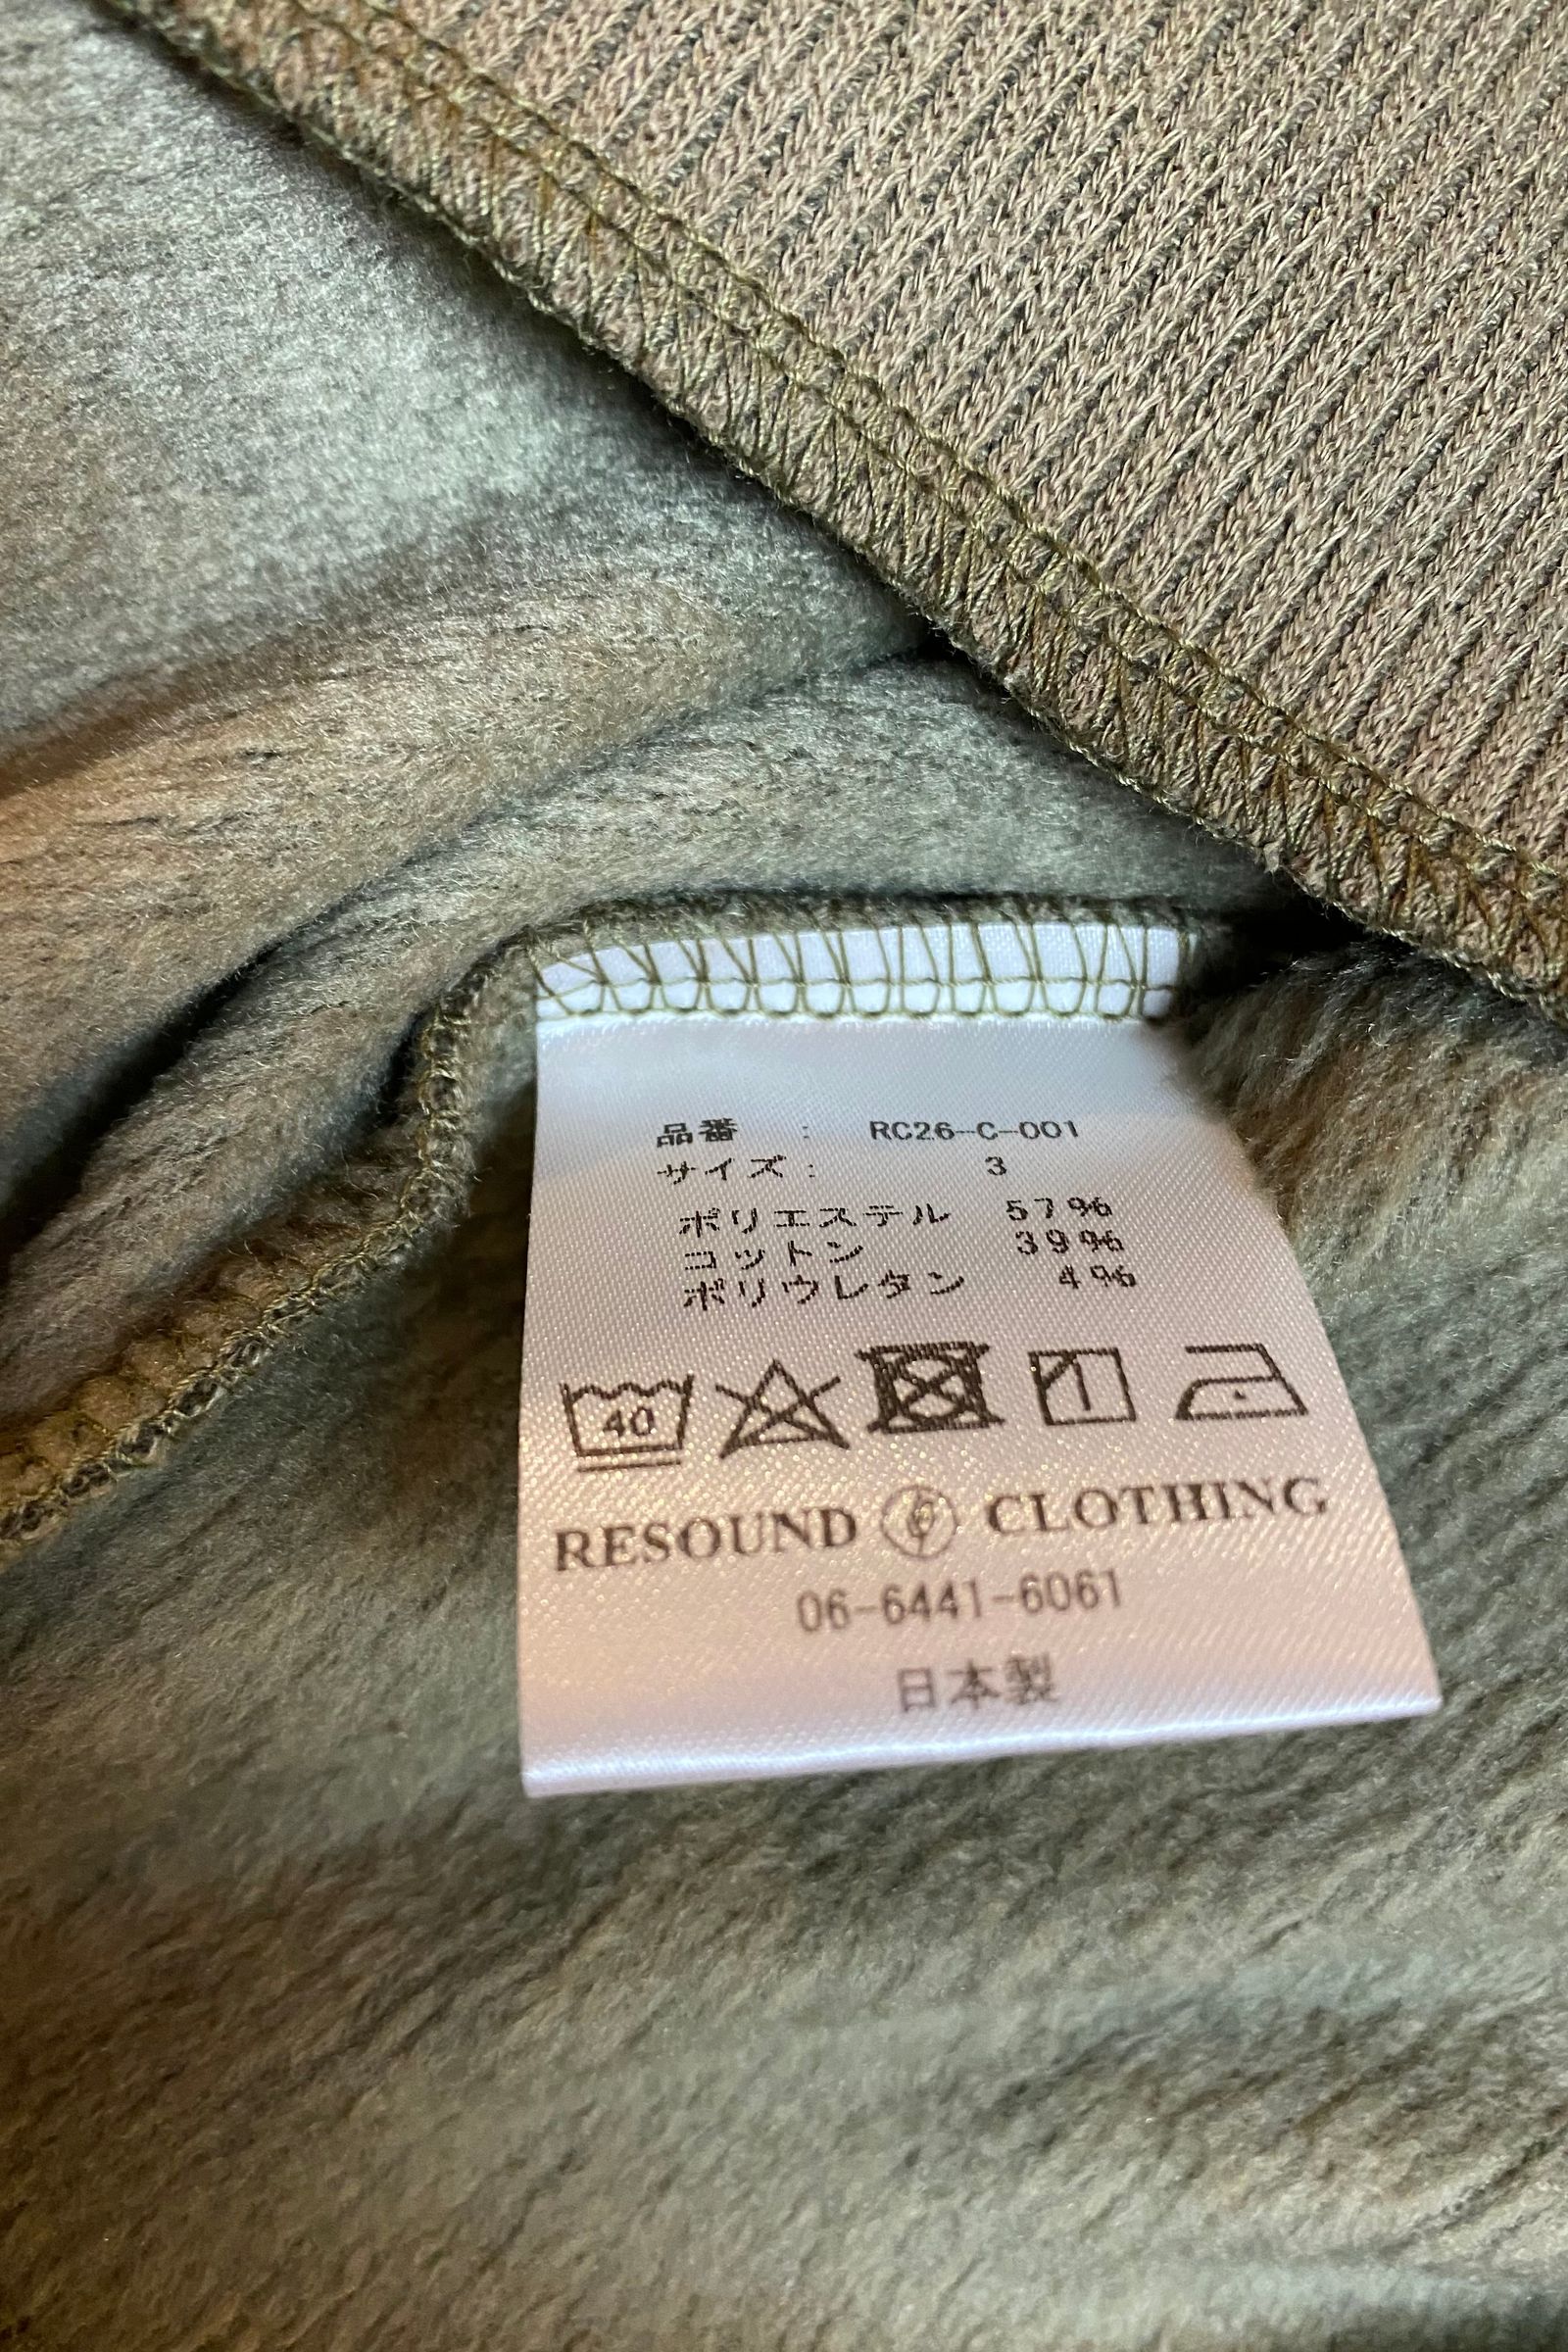 品番 : RC26-C-001
サイズ: 3
ポリエステル 57%
コットン 39%
ポリウレタン 4%
40
RESOUND CLOTHING
06-6441-6061
日本製